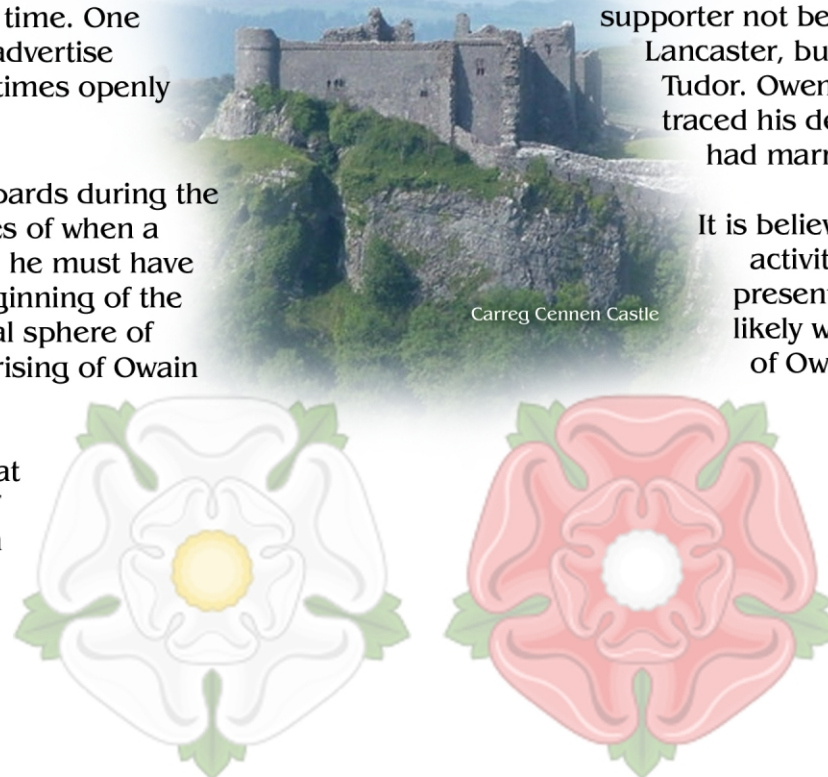 time. One
advertise
times openly
oards during the
es of when a
he must have
ginning of the
al sphere of
rising of Owain
at
supporter not be
Lancaster, bu
Tudor. Owen
traced his de
had marr
It is believ
activit
present
likely w
of Ow
Carreg Cennen Castle